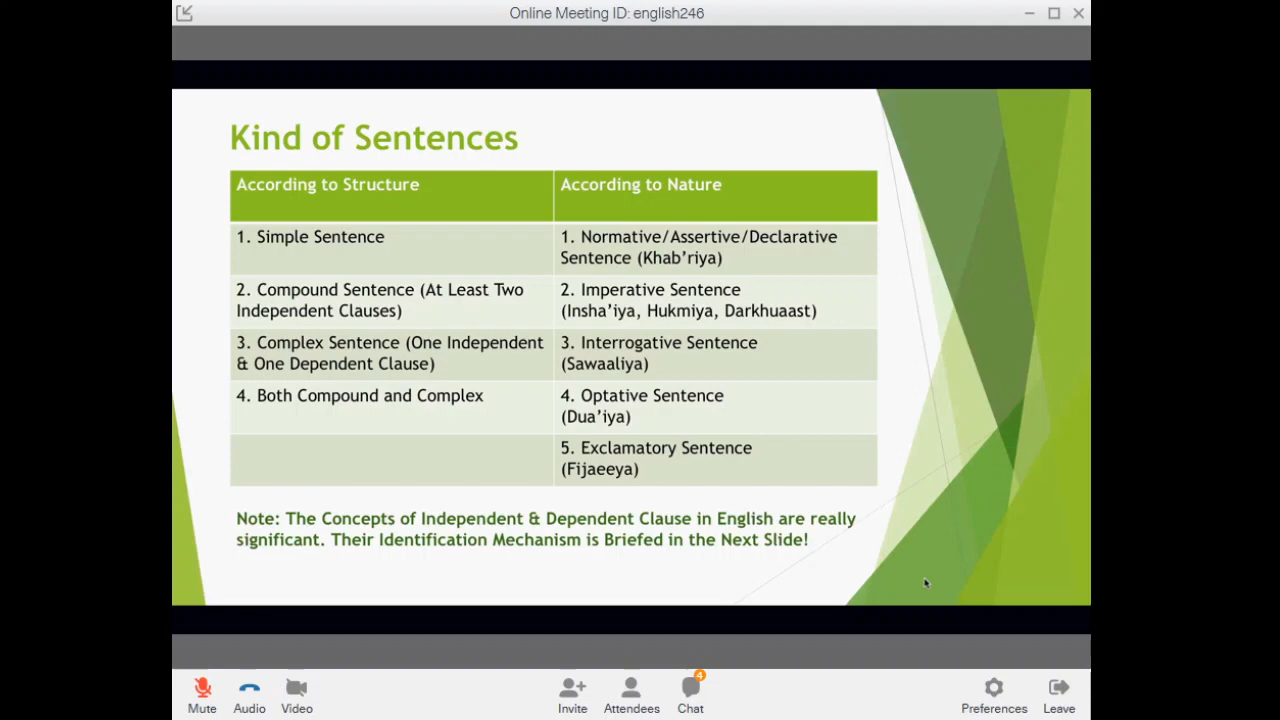 Online Meeting ID: english246
Kind of Sentences
According to Structure
According to Nature
1. Simple Sentence
1. Normative/Assertive/Declarative
Sentence (Khab’riya)
2. Compound Sentence (At Least Two
Independent Clauses)
2. Imperative Sentence
(Insha’iya, Hukmiya, Darkhuaast)
3. Complex Sentence (One Independent
& One Dependent Clause)
3. Interrogative Sentence
(Sawaaliya)
4. Both Compound and Complex
4. Optative Sentence
(Dua’iya)
5. Exclamatory Sentence
(Fijaeeya)
Note: The Concepts of Independent & Dependent Clause in English are really
significant. Their Identification Mechanism is Briefed in the Next Slide!
4
Mute
Audio
Video
Invite
Attendees
Chat
Preferences
Leave